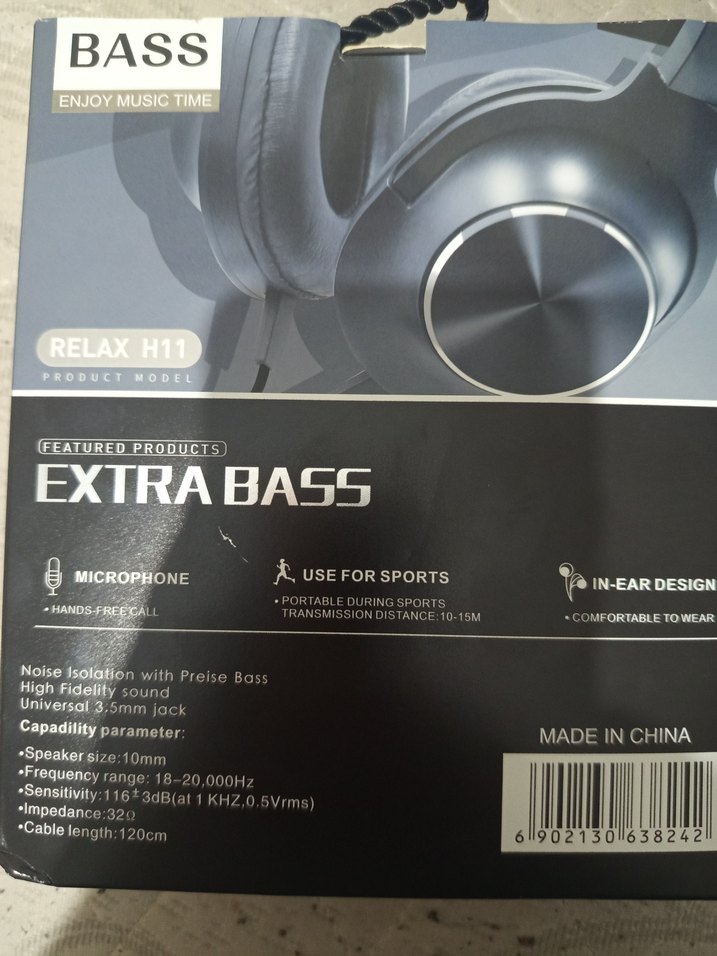 BASS
ENJOY MUSIC TIME
RELAX H11
PRODUCT MODEL
FEATURED PRODUCTS
EXTRA BASS
MICROPHONE
• HANDS-FREE CALL
USE FOR SPORTS
• PORTABLE DURING SPORTS
TRANSMISSION DISTANCE:10-15M
IN-EAR DESIGN
• COMFORTABLE TO WEAR
Noise Isolation with Preise Bass
High Fidelity sound
Universal 3.5mm jack
Capadility parameter:
•Speaker size:10mm
•Frequency range: 18–20,000Hz
•Sensitivity:116±3dB(at 1 KHZ,0.5Vrms)
•Impedance:32Ω
•Cable length:120cm
MADE IN CHINA
6 902130 638242